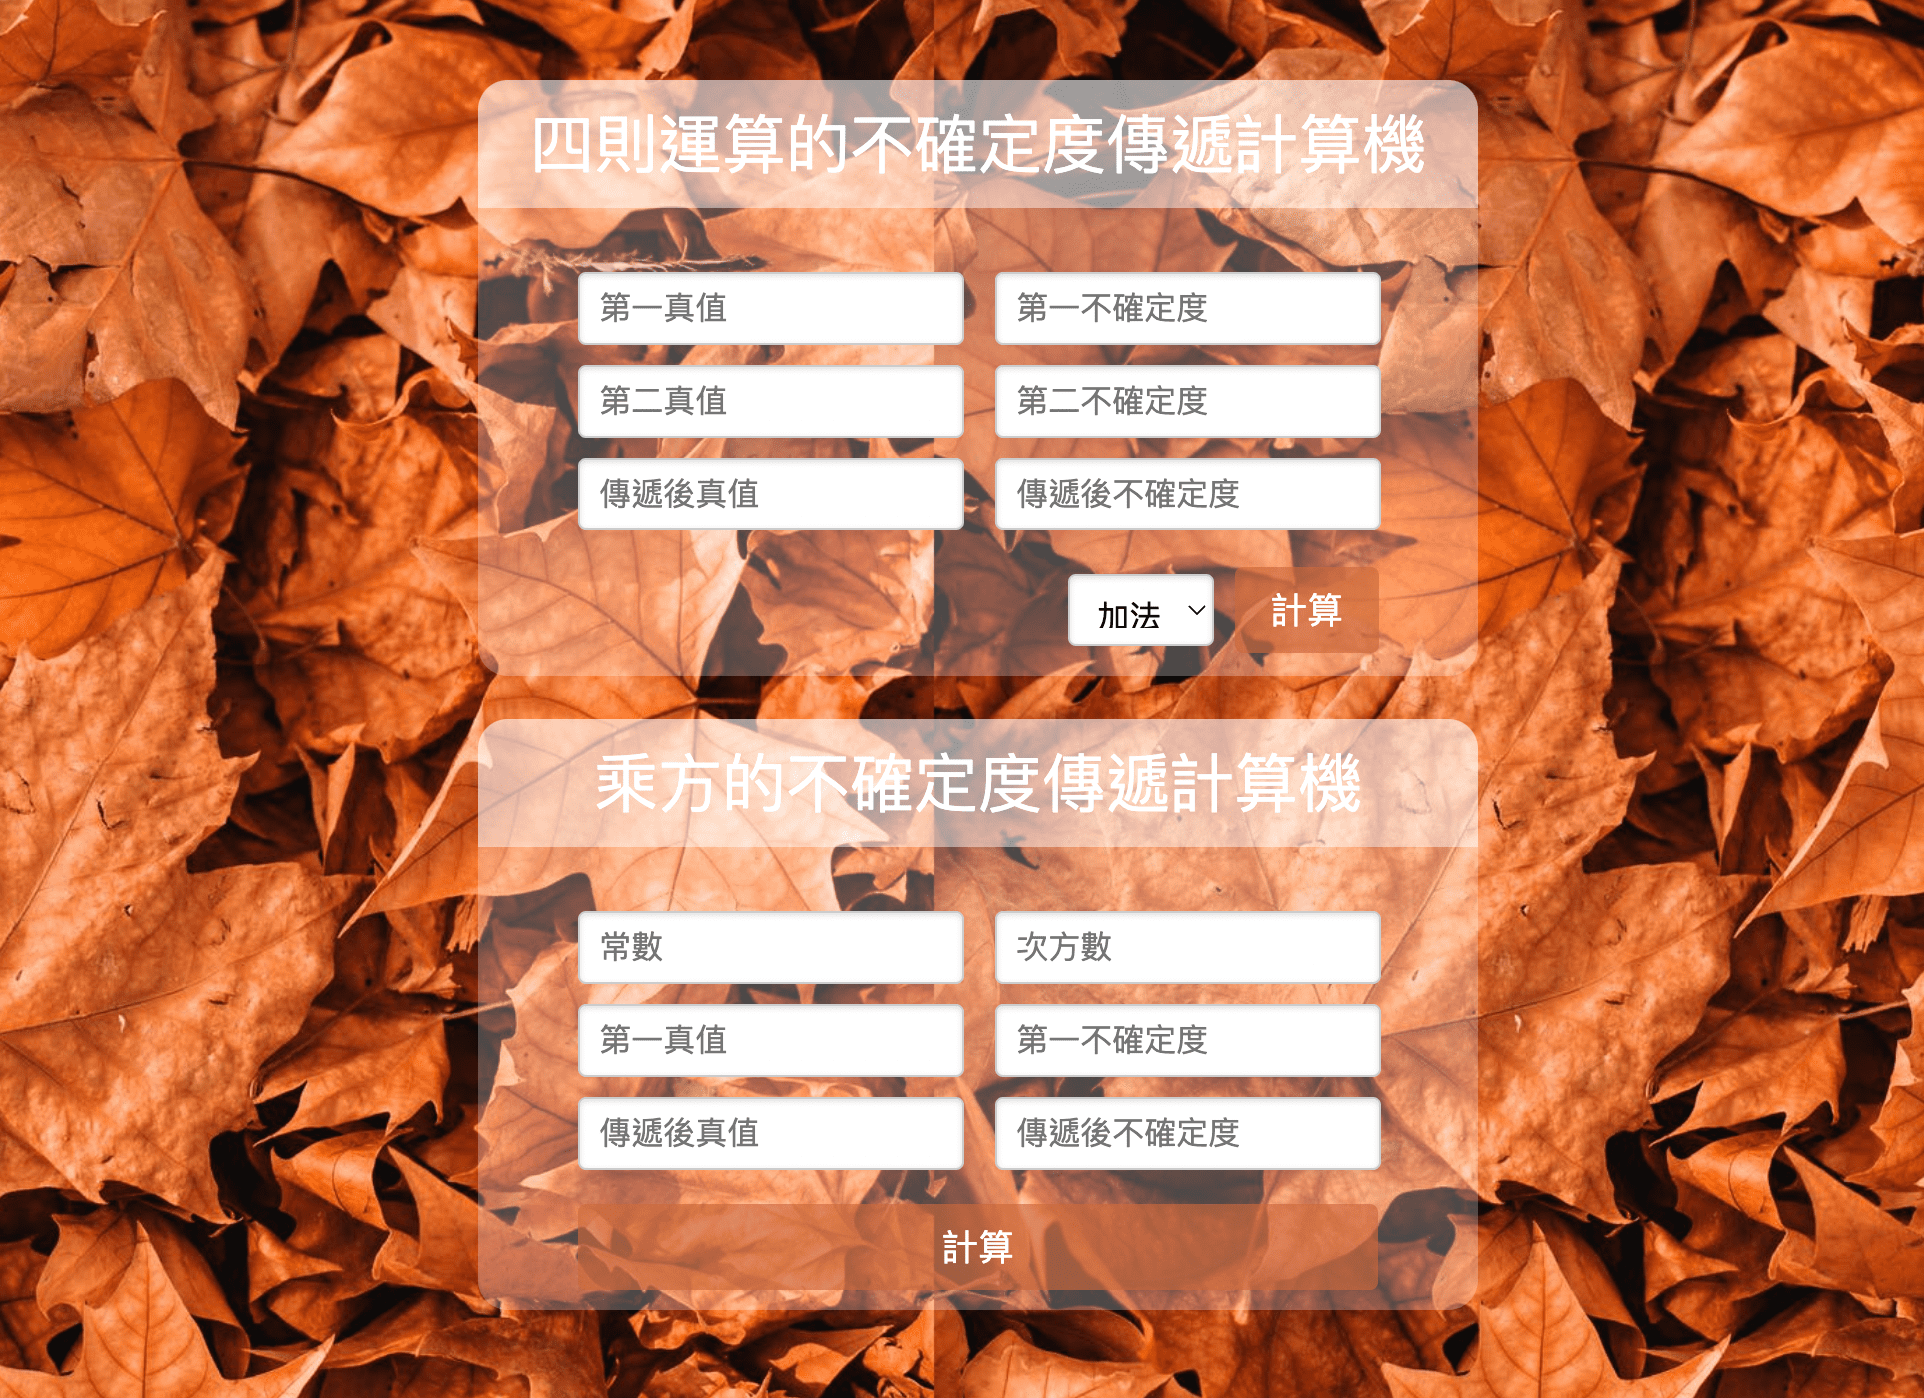 四則運算的不確定度傳遞計算機
第一真值 第一不確定度
第二真值 第二不確定度
傳遞後真值 傳遞後不確定度
加法 計算
乘方的不確定度傳遞計算機
常數 次方數
第一真值 第一不確定度
傳遞後真值 傳遞後不確定度
計算